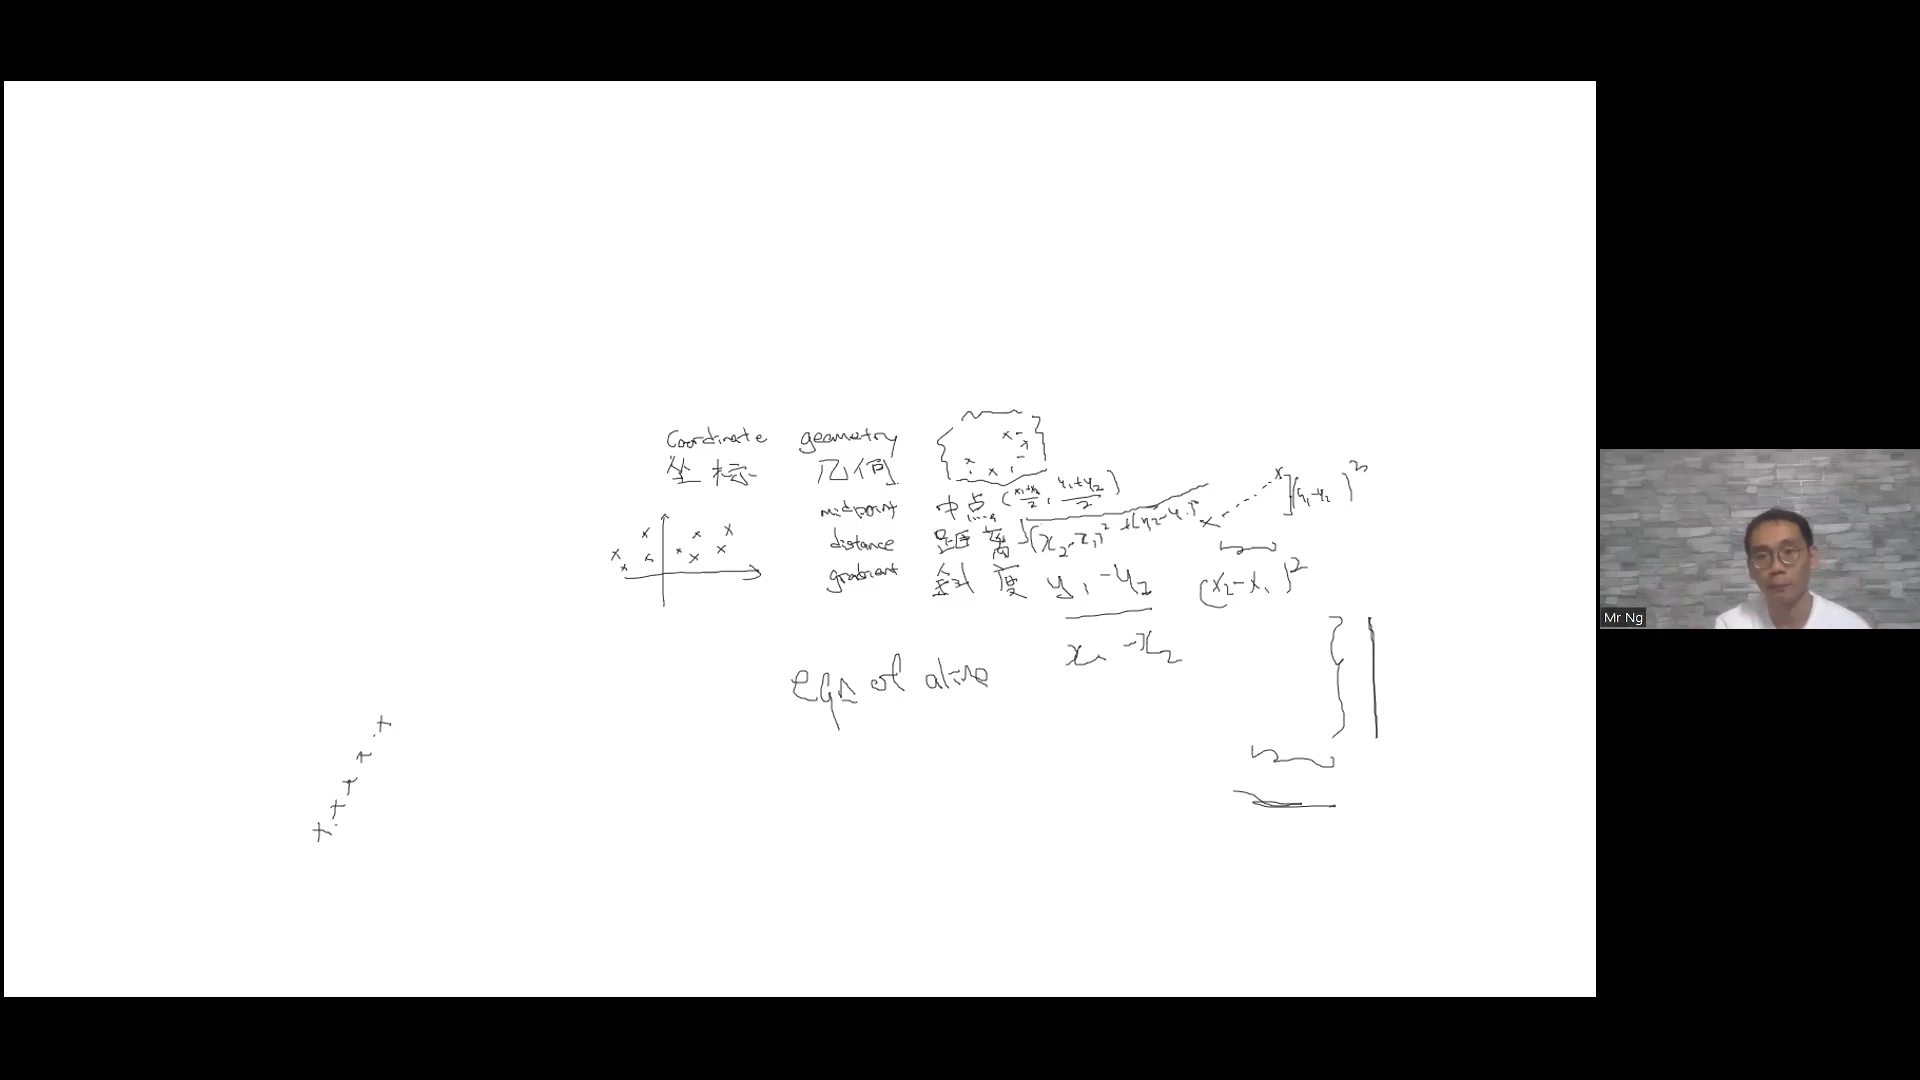 Coordinate geometry
坐标 几何
midpoint 中点 (x₁+x₂/2, y₁+y₂/2)
distance 距离 √(x₂-x₁)²+(y₂-y₁)²
(y₁-y₂)²
gradient 斜度 y₁-y₂/x₁-x₂
(x₂-x₁)²
eqn of a line
Mr Ng